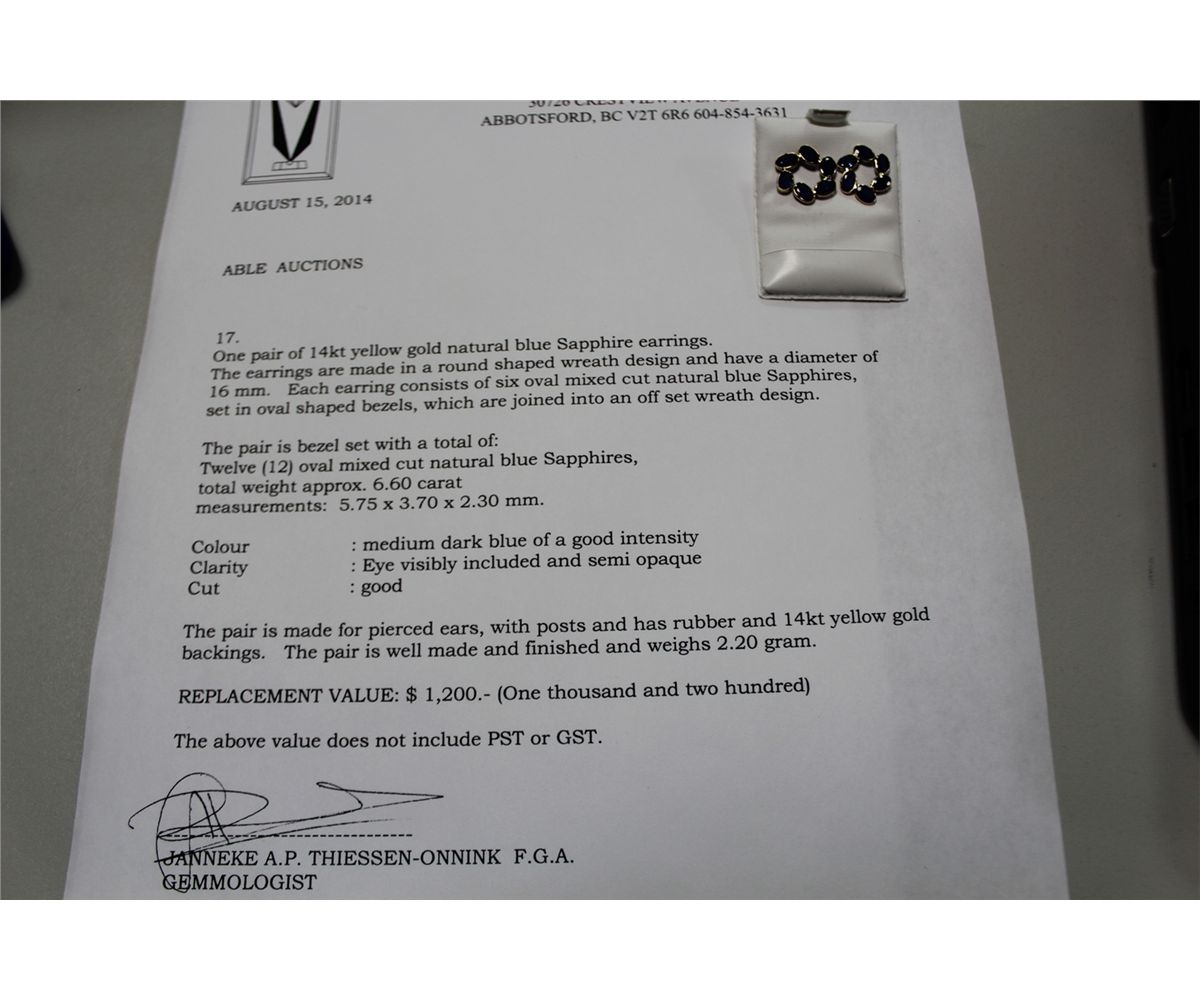 ABBOTSFORD, BC V2T 6R6 604-854-3631
AUGUST 15, 2014
ABLE AUCTIONS
17.
One pair of 14kt yellow gold natural blue Sapphire earrings.
The earrings are made in a round shaped wreath design and have a diameter of
16 mm. Each earring consists of six oval mixed cut natural blue Sapphires,
set in oval shaped bezels, which are joined into an off set wreath design.
The pair is bezel set with a total of:
Twelve (12) oval mixed cut natural blue Sapphires,
total weight approx. 6.60 carat
measurements: 5.75 x 3.70 x 2.30 mm.
Colour : medium dark blue of a good intensity
Clarity : Eye visibly included and semi opaque
Cut : good
The pair is made for pierced ears, with posts and has rubber and 14kt yellow gold
backings. The pair is well made and finished and weighs 2.20 gram.
REPLACEMENT VALUE: $ 1,200.- (One thousand and two hundred)
The above value does not include PST or GST.
JANNEKE A.P. THIESSEN-ONNINK F.G.A.
GEMMOLOGIST